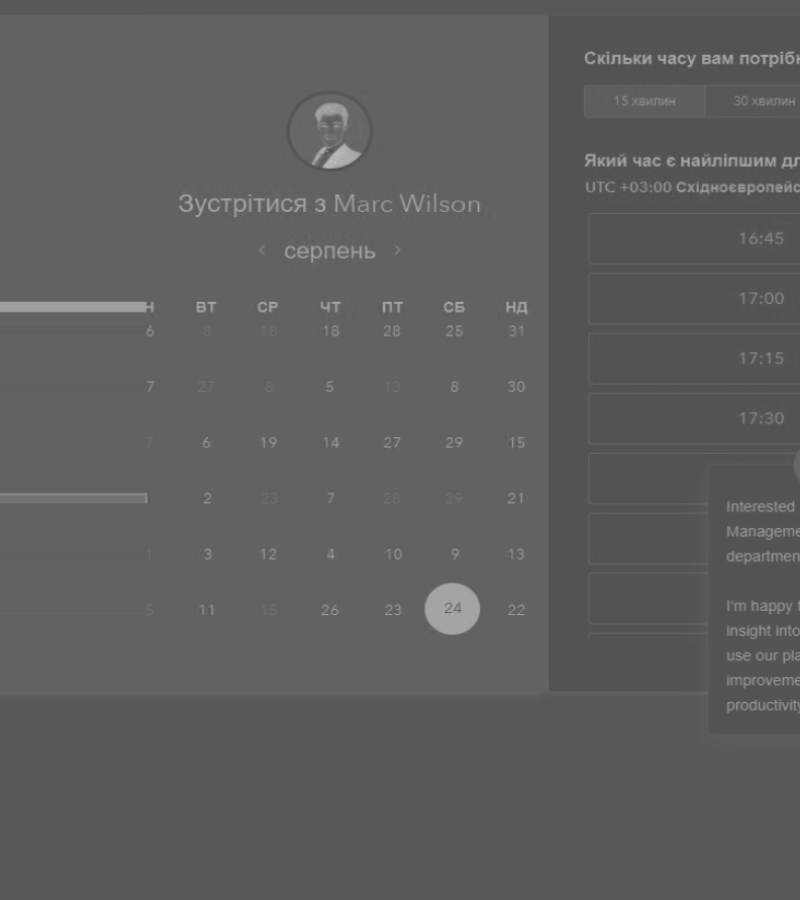 Зустрітися з Marc Wilson
< серпень >
Н ВТ СР ЧТ ПТ СБ НД
6 8 18 18 28 25 31
7 27 8 5 13 8 30
7 6 19 14 27 29 15
2 23 7 28 29 21
1 3 12 4 10 9 13
5 11 15 26 23 24 22
Скільки часу вам потріб
15 хвилин 30 хвилин
Який час є найліпшим дл
UTC +03:00 Східноєвропейс
16:45
17:00
17:15
17:30
Interested
Manageme
departmen
I'm happy t
insight into
use our pla
improveme
productivity